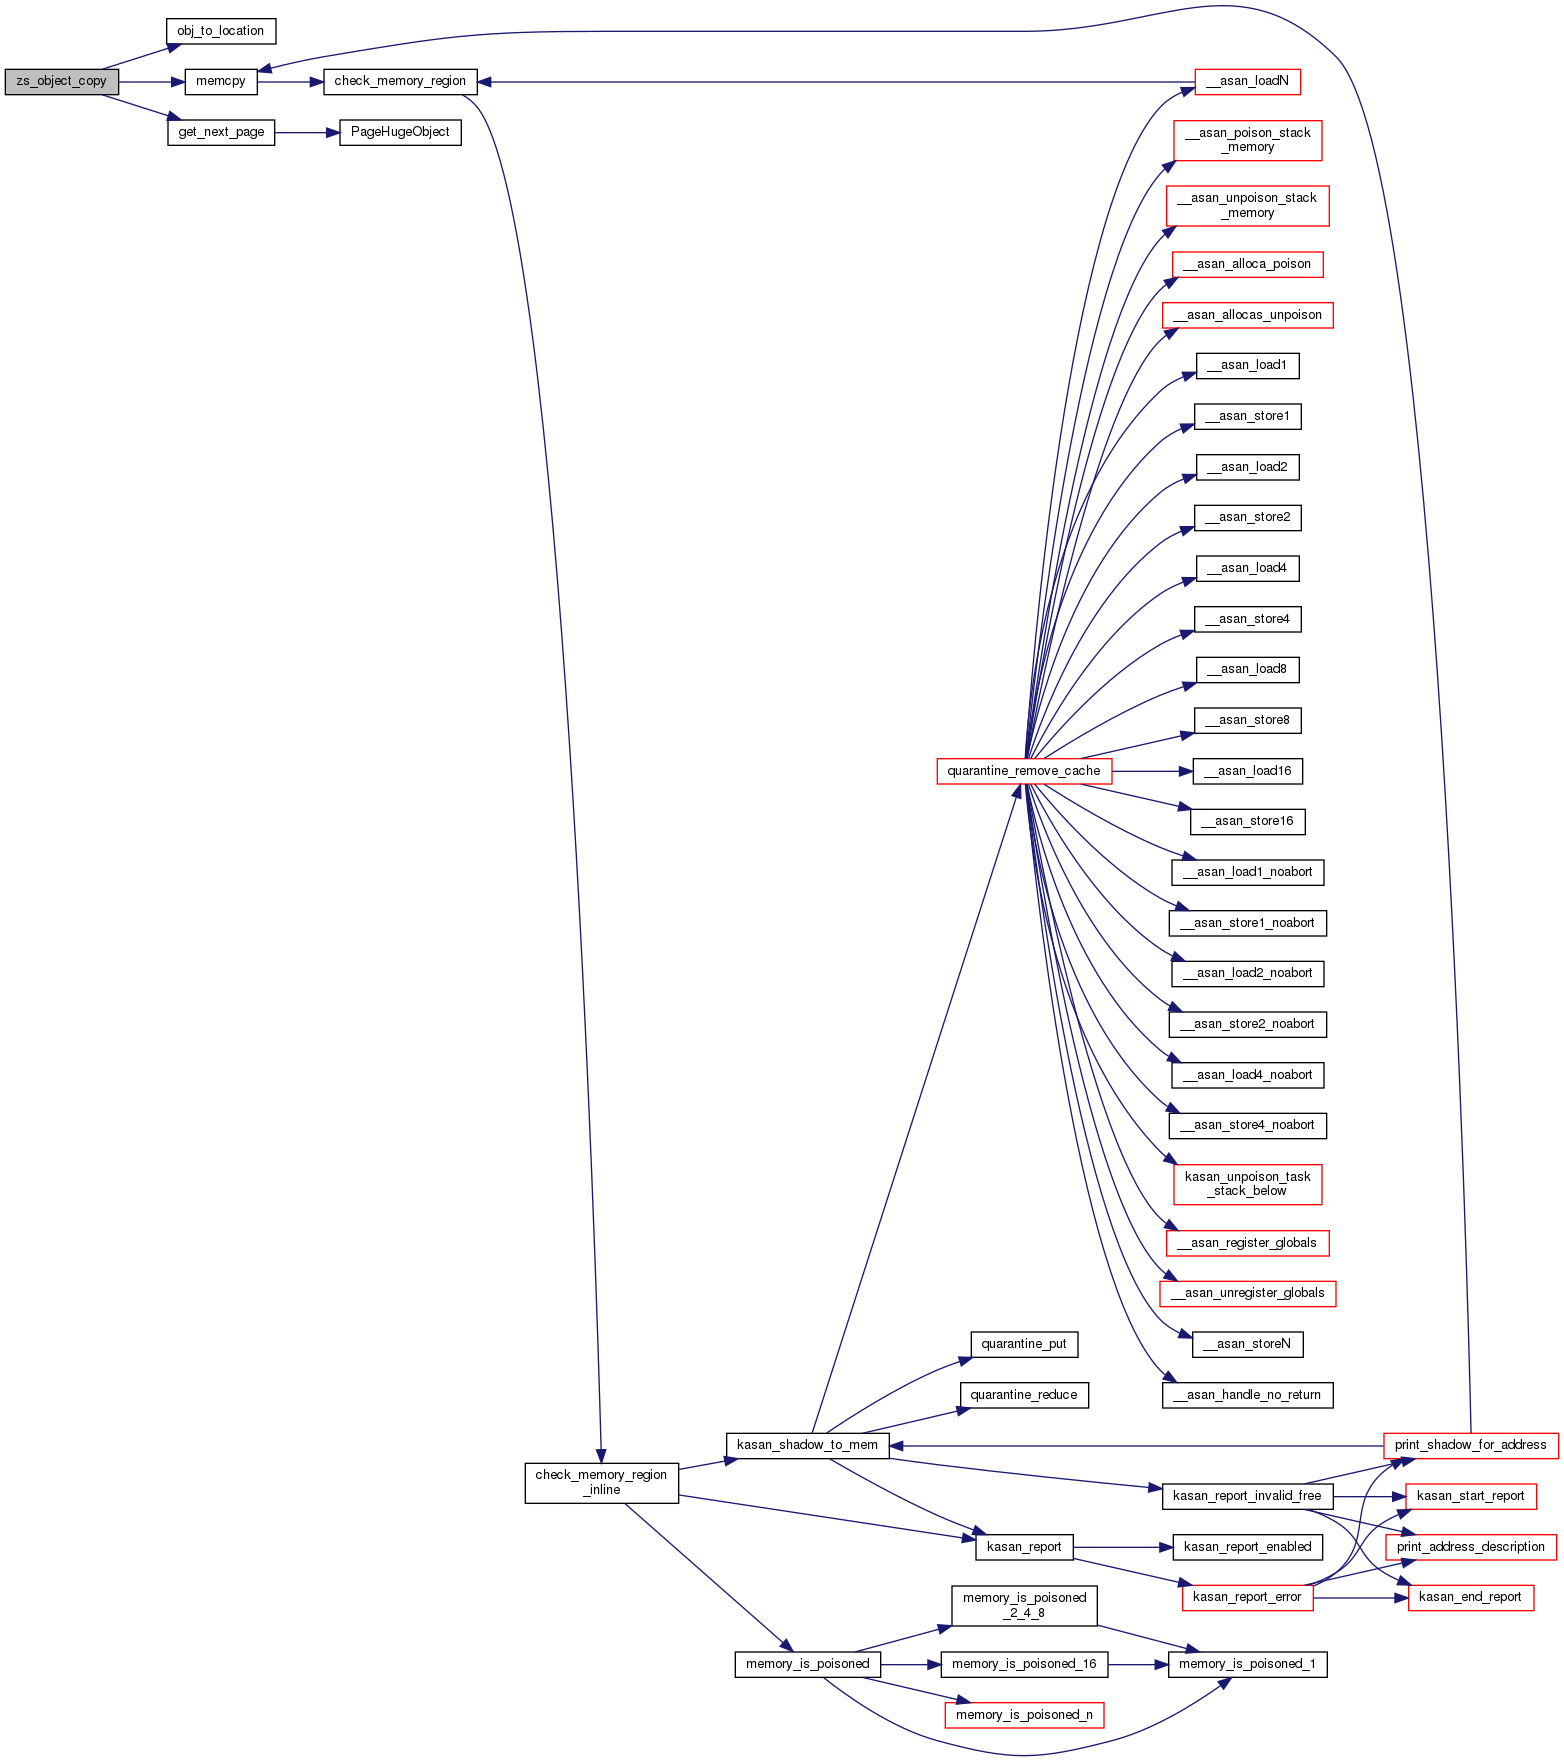 obj_to_location
zs_object_copy
memcpy
check_memory_region
__asan_loadN
get_next_page
PageHugeObject
__asan_poison_stack
_memory
__asan_unpoison_stack
_memory
__asan_alloca_poison
__asan_allocas_unpoison
__asan_load1
__asan_store1
__asan_load2
__asan_store2
__asan_load4
__asan_store4
__asan_load8
__asan_store8
quarantine_remove_cache
__asan_load16
__asan_store16
__asan_load1_noabort
__asan_store1_noabort
__asan_load2_noabort
__asan_store2_noabort
__asan_load4_noabort
__asan_store4_noabort
kasan_unpoison_task
_stack_below
__asan_register_globals
__asan_unregister_globals
quarantine_put
__asan_storeN
quarantine_reduce
__asan_handle_no_return
kasan_shadow_to_mem
print_shadow_for_address
check_memory_region
_inline
kasan_report_invalid_free
kasan_start_report
kasan_report
kasan_report_enabled
print_address_description
memory_is_poisoned
_2_4_8
kasan_report_error
kasan_end_report
memory_is_poisoned
memory_is_poisoned_16
memory_is_poisoned_1
memory_is_poisoned_n